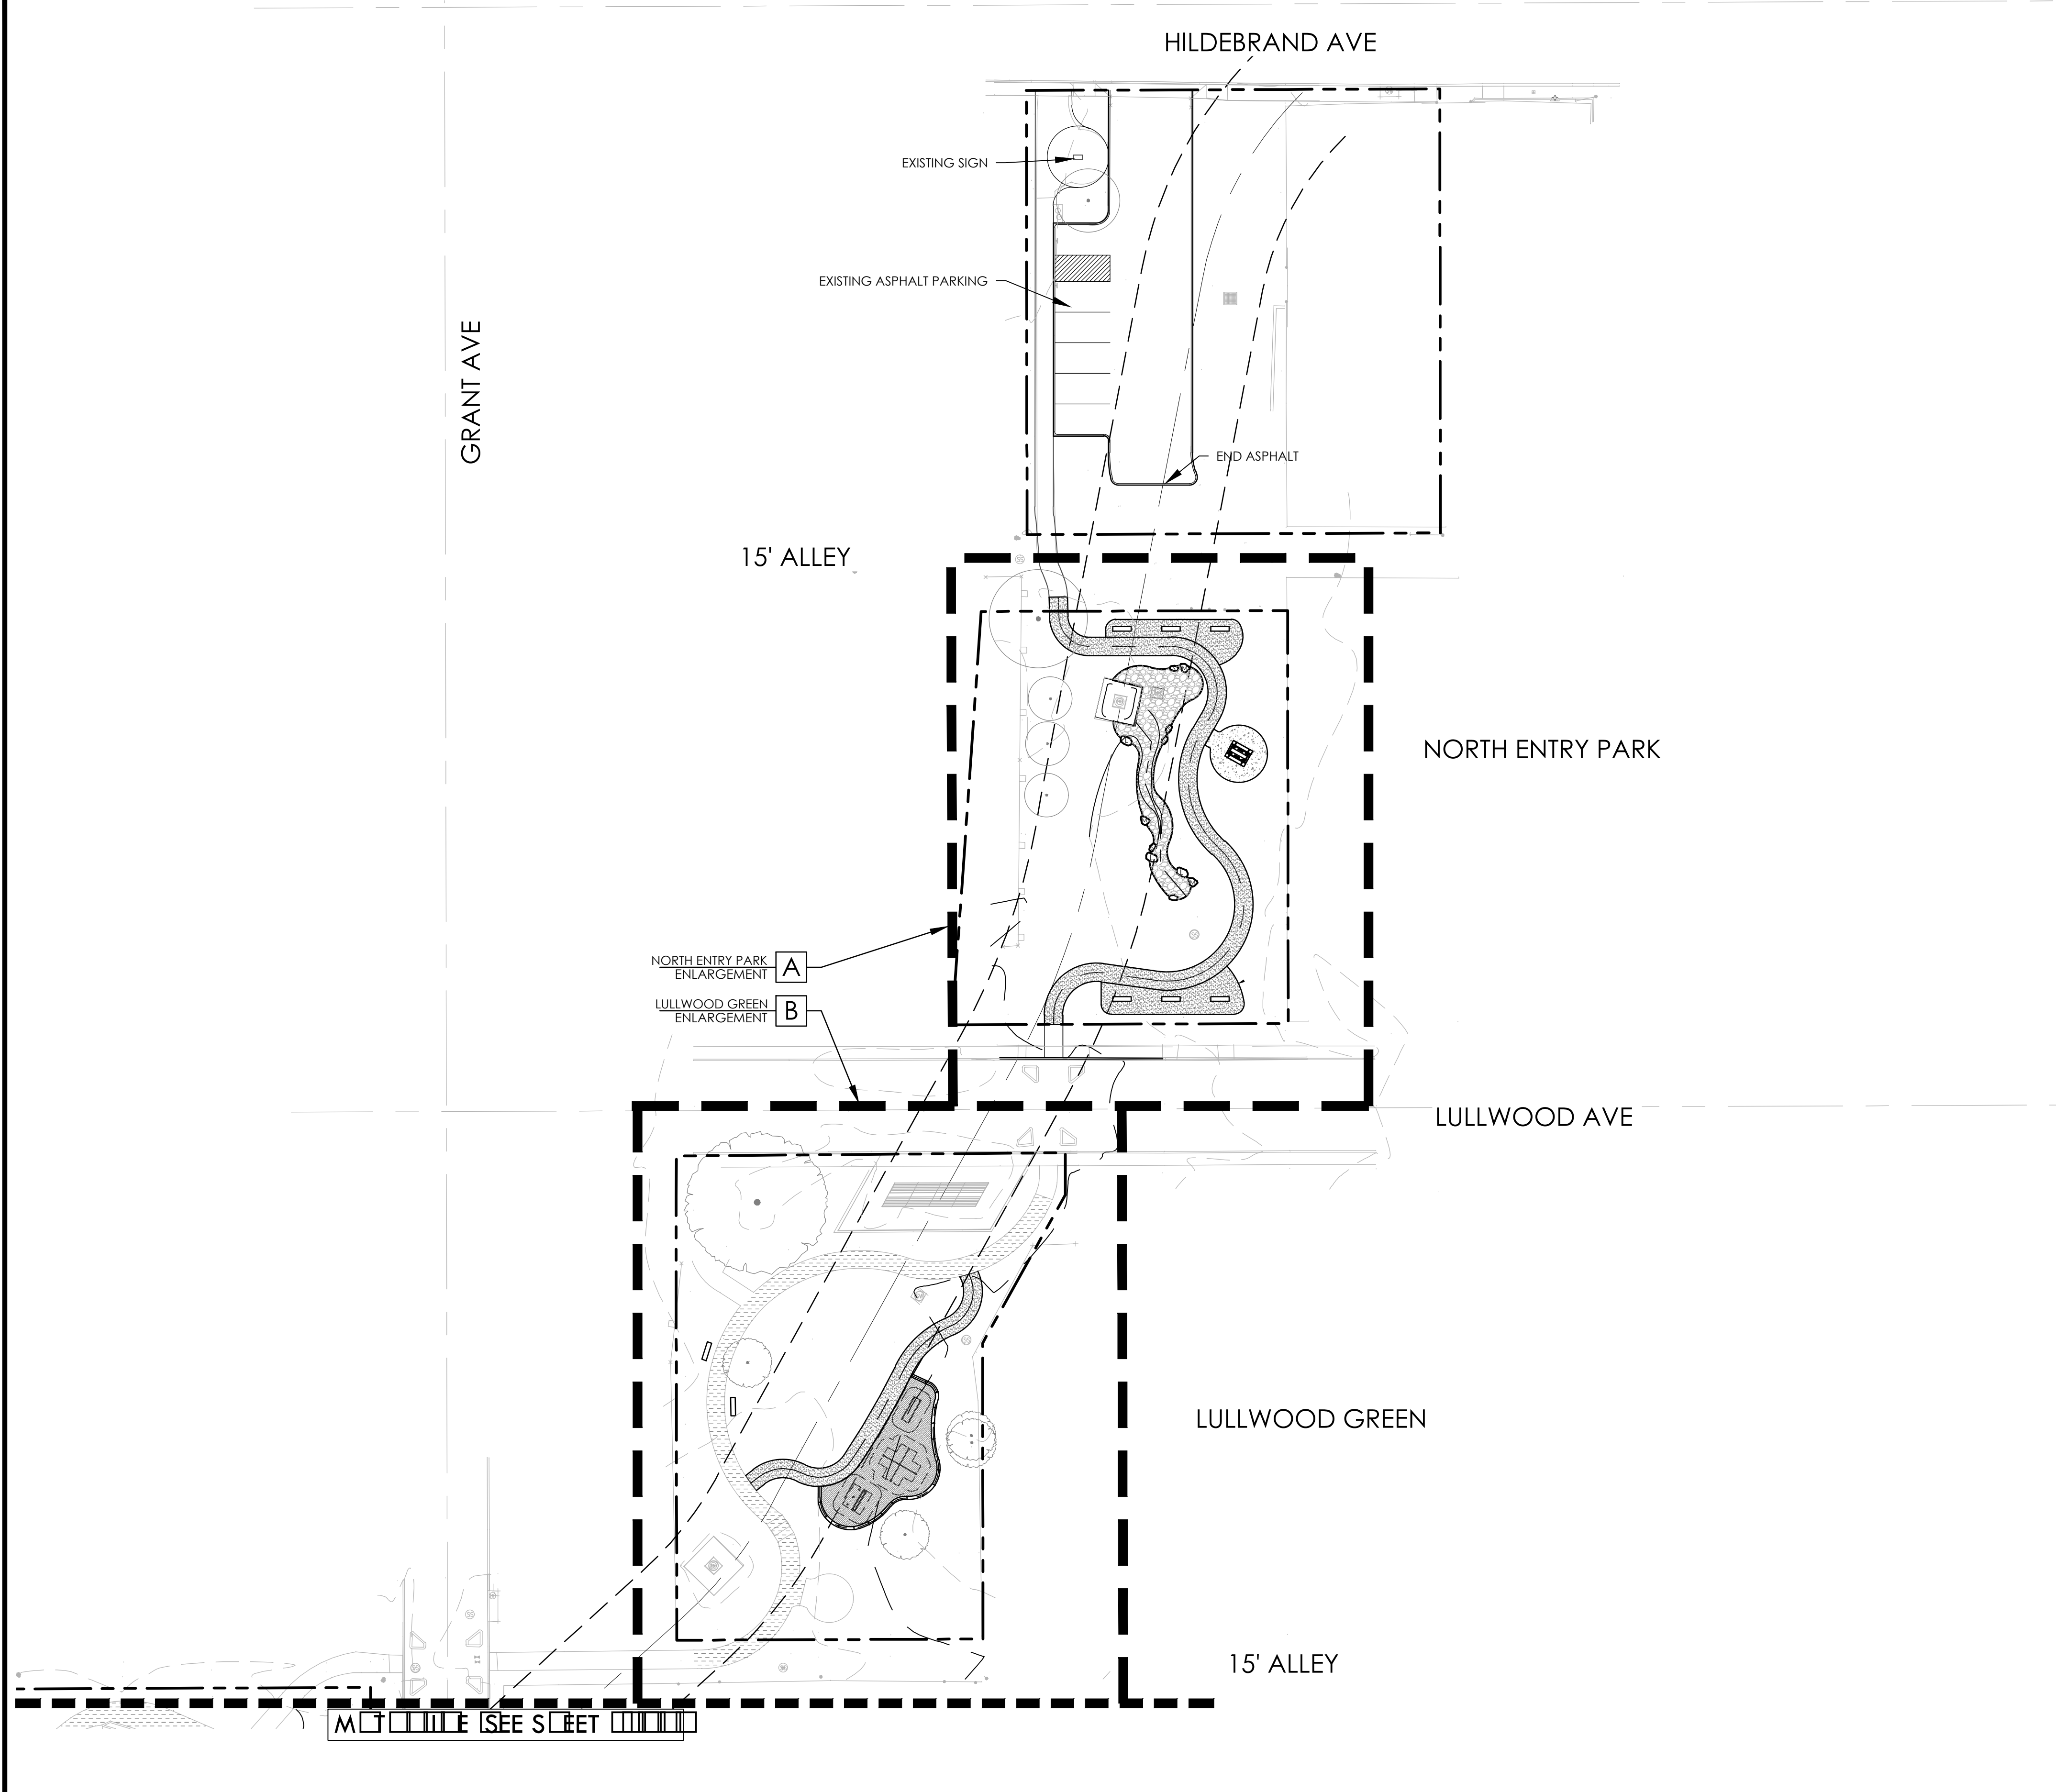 HILDEBRAND AVE
EXISTING SIGN
EXISTING ASPHALT PARKING
GRANT AVE
END ASPHALT
15' ALLEY
NORTH ENTRY PARK
NORTH ENTRY PARK
ENLARGEMENT
A
LULLWOOD GREEN
ENLARGEMENT
B
LULLWOOD AVE
LULLWOOD GREEN
15' ALLEY
SEE